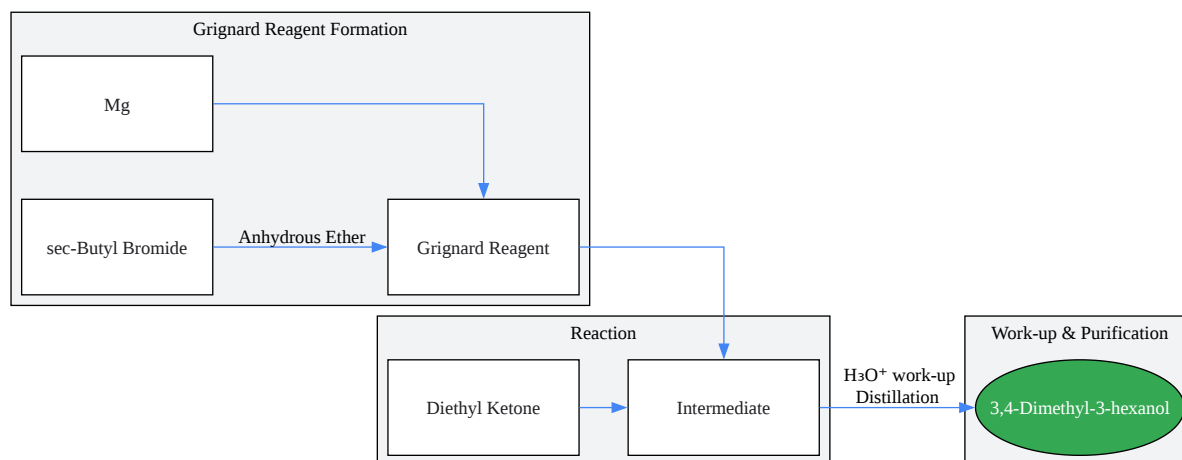 Grignard Reagent Formation
Mg
sec-Butyl Bromide
Anhydrous Ether
Grignard Reagent
Reaction
Diethyl Ketone
Intermediate
H₃O⁺ work-up
Distillation
Work-up & Purification
3,4-Dimethyl-3-hexanol